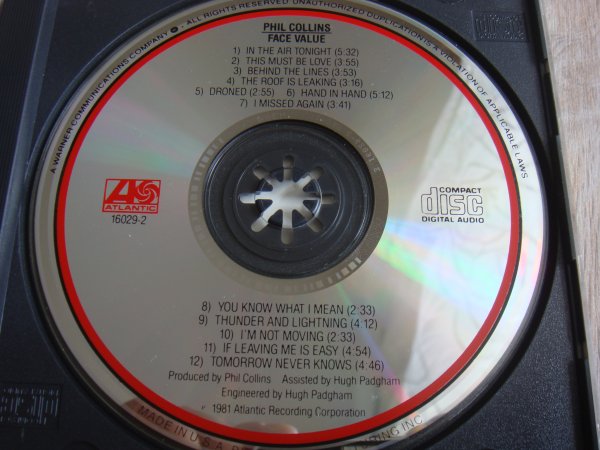 A WARNER COMMUNICATIONS COMPANY ALL RIGHTS RESERVED. UNAUTHORIZED DUPLICATION IS A VIOLATION OF APPLICABLE LAWS
PHIL COLLINS
FACE VALUE
1) IN THE AIR TONIGHT (5:32)
2) THIS MUST BE LOVE (3:55)
3) BEHIND THE LINES (3:53)
4) THE ROOF IS LEAKING (3:16)
5) DRONED (2:55) 6) HAND IN HAND (5:12)
7) I MISSED AGAIN (3:41)
ATLANTIC
16029-2
COMPACT
disc
DIGITAL AUDIO
8) YOU KNOW WHAT I MEAN (2:33)
9) THUNDER AND LIGHTNING (4:12)
10) I'M NOT MOVING (2:33)
11) IF LEAVING ME IS EASY (4:54)
12) TOMORROW NEVER KNOWS (4:46)
Produced by Phil Collins Assisted by Hugh Padgham
Engineered by Hugh Padgham
1981 Atlantic Recording Corporation
MADE IN U.S.A. INC